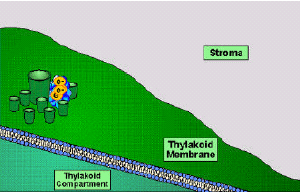 Stroma
Thylakoid
Membrane
Thylakoid
Compartment